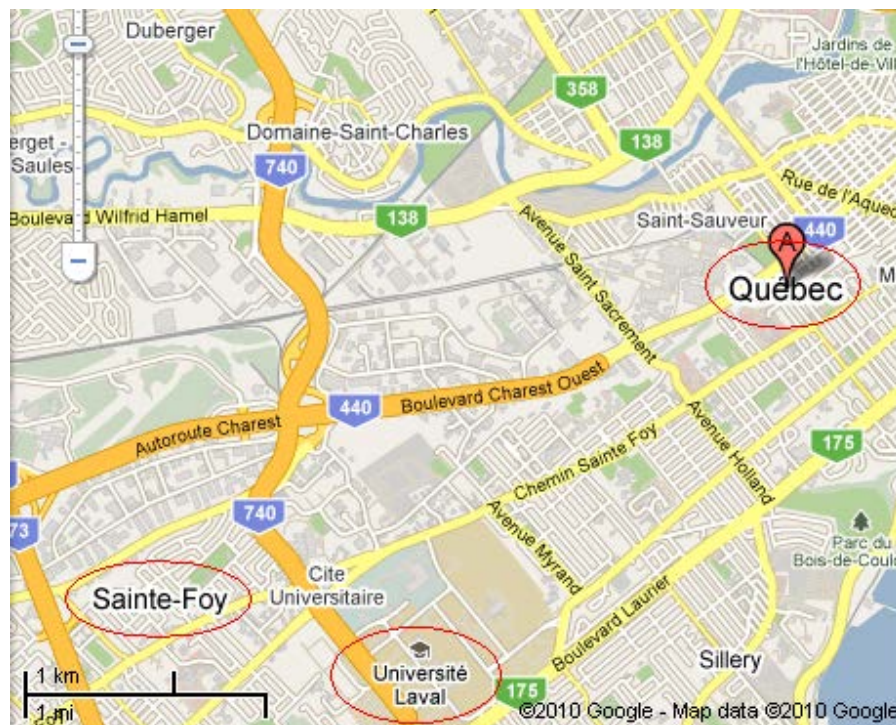 Duberger
Jardins de
l'Hôtel-de-Vil
358
Domaine-Saint-Charles
138
erget -
Saules
740
Rue de l'Aqued
Boulevard Wilfrid Hamel
138
Saint-Sauveur
440
A
Avenue Saint Sacrement
Québec
M
440
Boulevard Charest Ouest
Autoroute Charest
Chemin Sainte Foy
Avenue Holland
175
73
740
Avenue Myrand
Parc du
Bois-de-Coulo
Cite
Universitaire
Sainte-Foy
Boulevard Laurier
Université
Laval
Sillery
1 km
175
1 mi
©2010 Google - Map data ©2010 Google